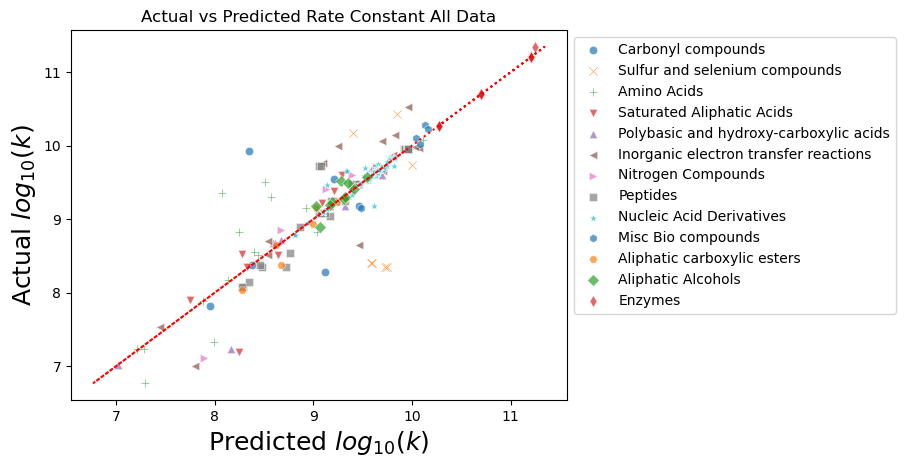 Actual vs Predicted Rate Constant All Data
Actual log10(k)
11
10
9
8
7
7 8 9 10 11
Predicted log10(k)
Carbonyl compounds
Sulfur and selenium compounds
Amino Acids
Saturated Aliphatic Acids
Polybasic and hydroxy-carboxylic acids
Inorganic electron transfer reactions
Nitrogen Compounds
Peptides
Nucleic Acid Derivatives
Misc Bio compounds
Aliphatic carboxylic esters
Aliphatic Alcohols
Enzymes